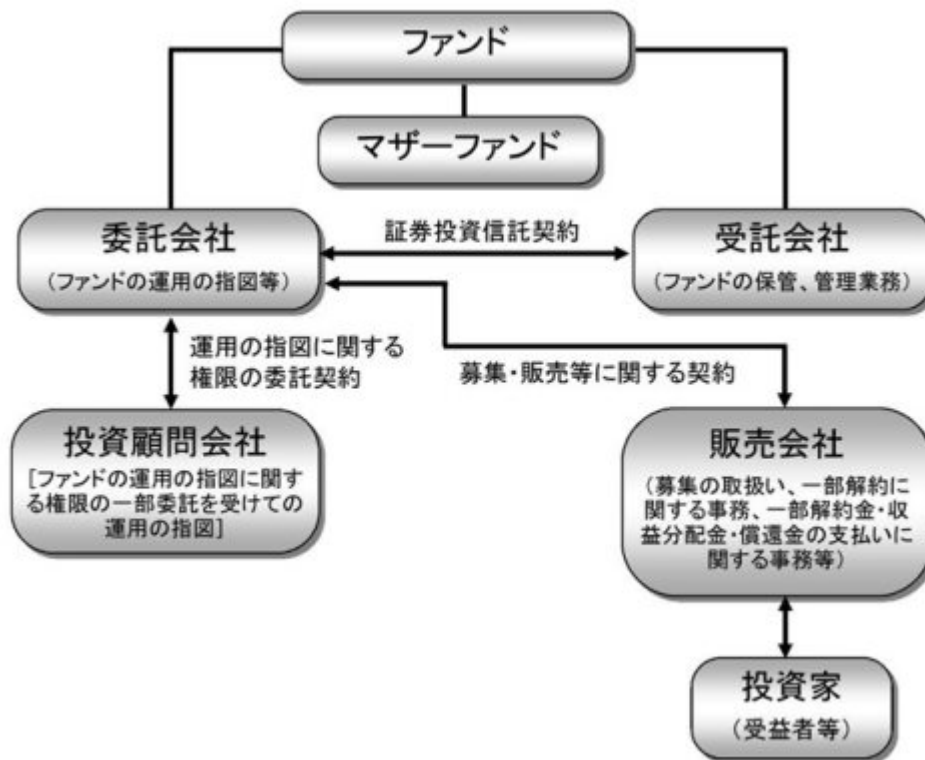 ファンド
マザーファンド
委託会社
(ファンドの運用の指図等)
証券投資信託契約
受託会社
(ファンドの保管、管理業務)
運用の指図に関する
権限の委託契約
募集・販売等に関する契約
投資顧問会社
[ファンドの運用の指図に関す
る権限の一部委託を受けての
運用の指図]
販売会社
(募集の取扱い、一部解約に
関する事務、一部解約金・収
益分配金・償還金の支払いに
関する事務等)
投資家
(受益者等)